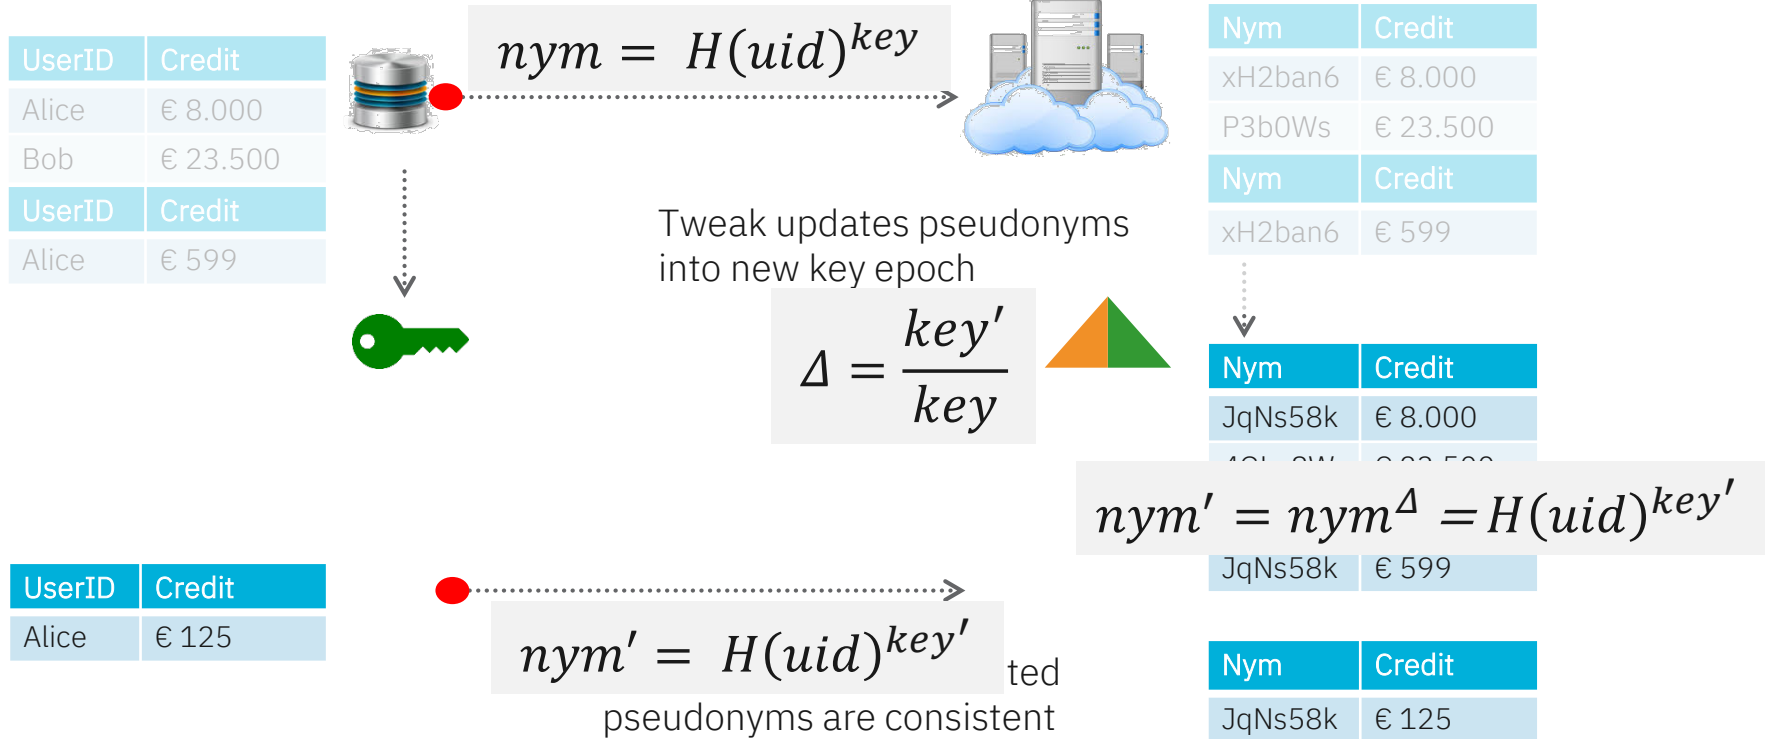 UserID Credit
Alice € 8.000
Bob € 23.500
UserID Credit
Alice € 599
nym = H(uid)^key
Nym Credit
xH2ban6 € 8.000
P3b0Ws € 23.500
Nym Credit
xH2ban6 € 599
Tweak updates pseudonyms
into new key epoch
Δ = key′ / key
Nym Credit
JqNs58k € 8.000
nym′ = nym^Δ = H(uid)^key′
JqNs58k € 599
UserID Credit
Alice € 125
nym′ = H(uid)^key′
ted
pseudonyms are consistent
Nym Credit
JqNs58k € 125